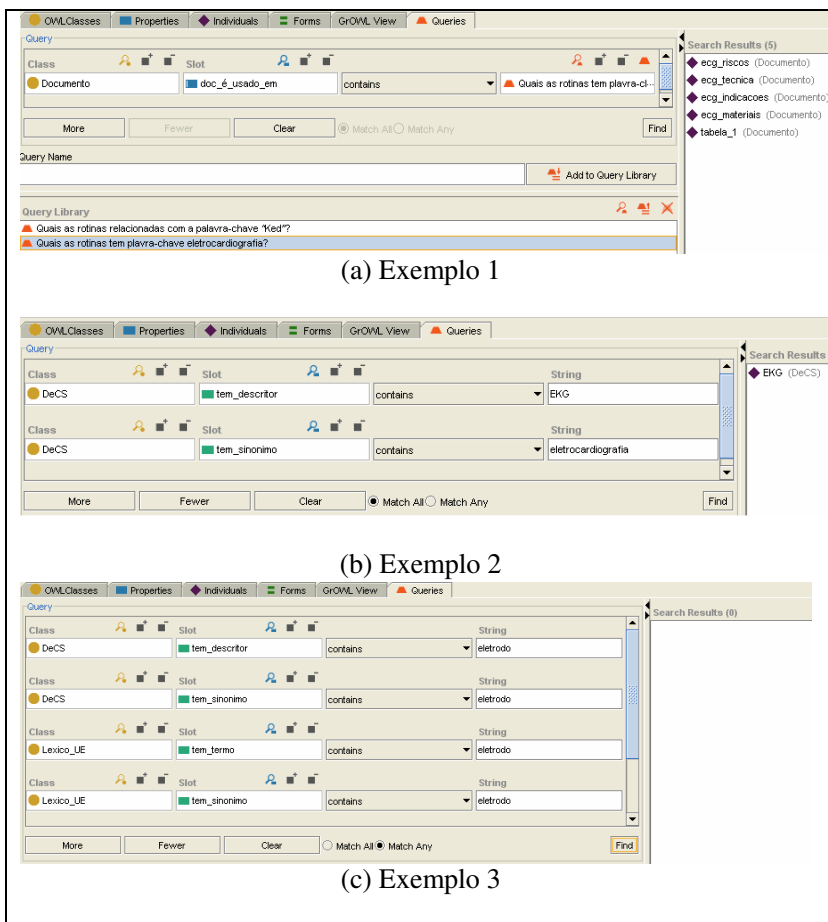 OWLClasses Properties Individuals Forms GrOWL View Queries
Query
Search Results (5)
Class Slot
Documento doc_é_usado_em contains Quais as rotinas tem plavra-cl...
ecg_riscos (Documento)
ecg_tecnica (Documento)
ecg_indicacoes (Documento)
ecg_materiais (Documento)
tabela_1 (Documento)
More Fewer Clear Match All Match Any Find
Query Name
Add to Query Library
Query Library
Quais as rotinas relacionadas com a palavra-chave "Ked"?
Quais as rotinas tem plavra-chave eletrocardiografia?
(a) Exemplo 1
OWLClasses Properties Individuals Forms GrOWL View Queries
Query
Search Results
Class Slot String
DeCS tem_descritor contains EKG
EKG (DeCS)
Class Slot String
DeCS tem_sinonimo contains eletrocardiografia
More Fewer Clear Match All Match Any Find
(b) Exemplo 2
OWLClasses Properties Individuals Forms GrOWL View Queries
Query
Search Results (0)
Class Slot String
DeCS tem_descritor contains eletrodo
Class Slot String
DeCS tem_sinonimo contains eletrodo
Class Slot String
Lexico_UE tem_termo contains eletrodo
Class Slot String
Lexico_UE tem_sinonimo contains eletrodo
More Fewer Clear Match All Match Any Find
(c) Exemplo 3